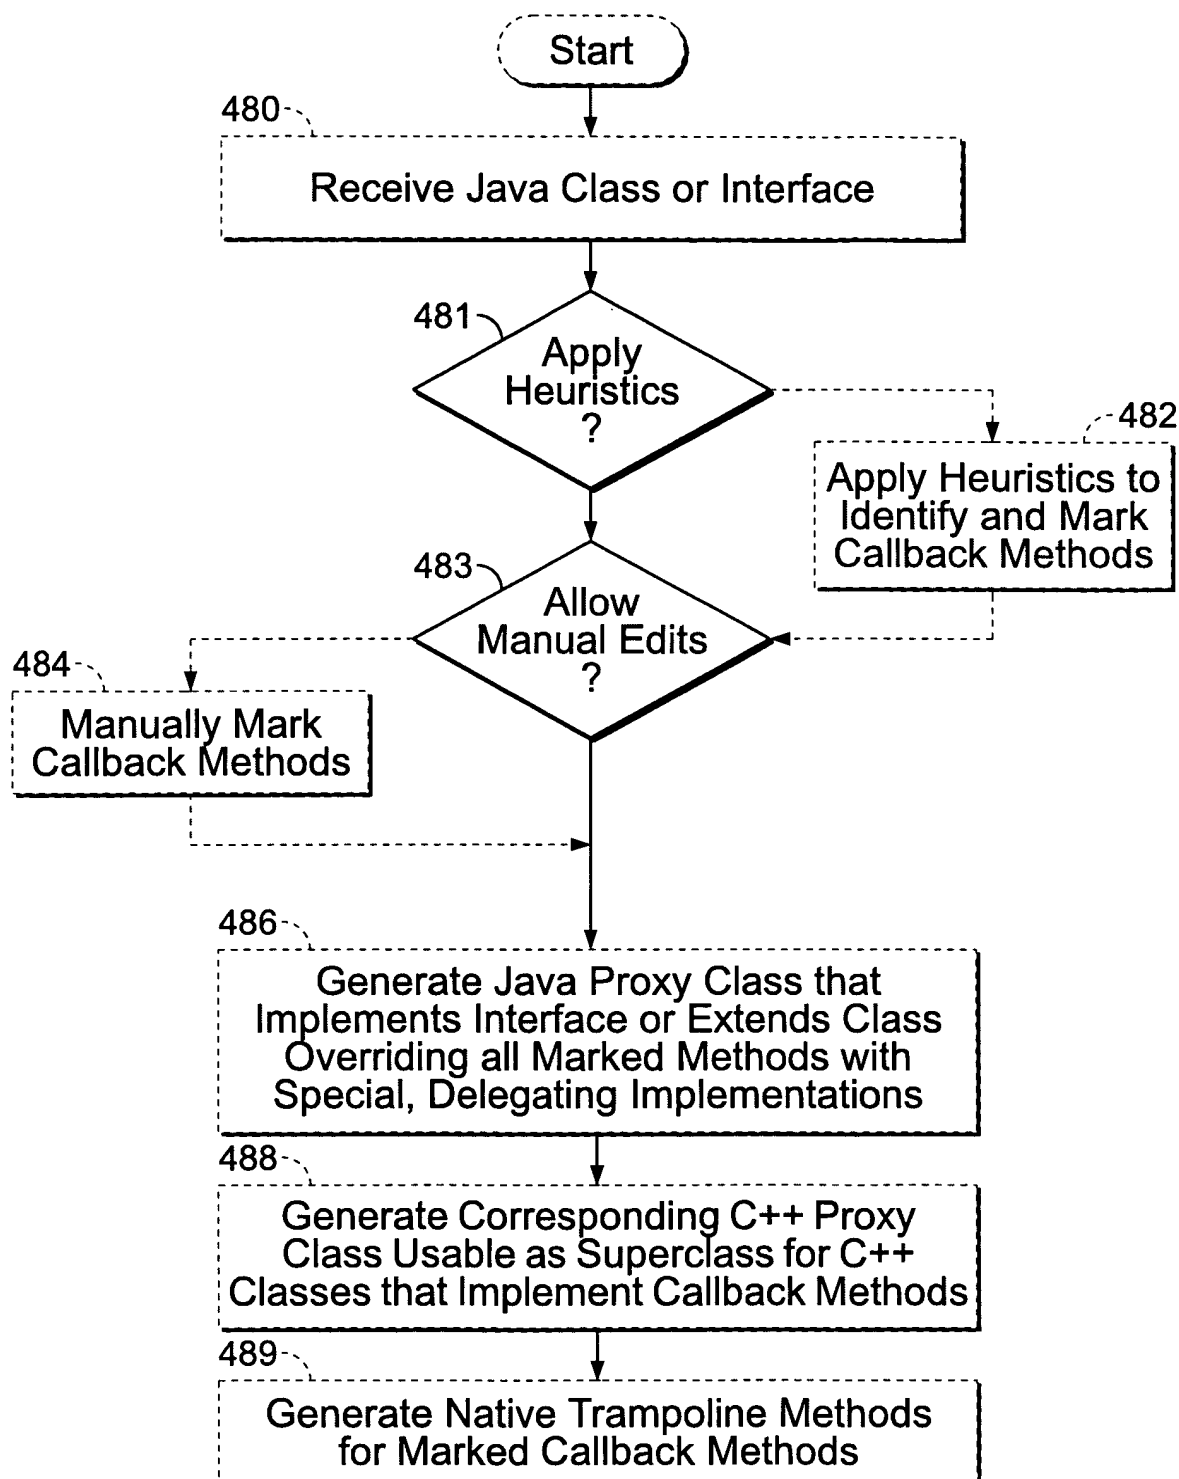 Start
480
Receive Java Class or Interface
481
Apply
Heuristics
?
482
Apply Heuristics to
Identify and Mark
Callback Methods
483
Allow
Manual Edits
?
484
Manually Mark
Callback Methods
486
Generate Java Proxy Class that
Implements Interface or Extends Class
Overriding all Marked Methods with
Special, Delegating Implementations
488
Generate Corresponding C++ Proxy
Class Usable as Superclass for C++
Classes that Implement Callback Methods
489
Generate Native Trampoline Methods
for Marked Callback Methods